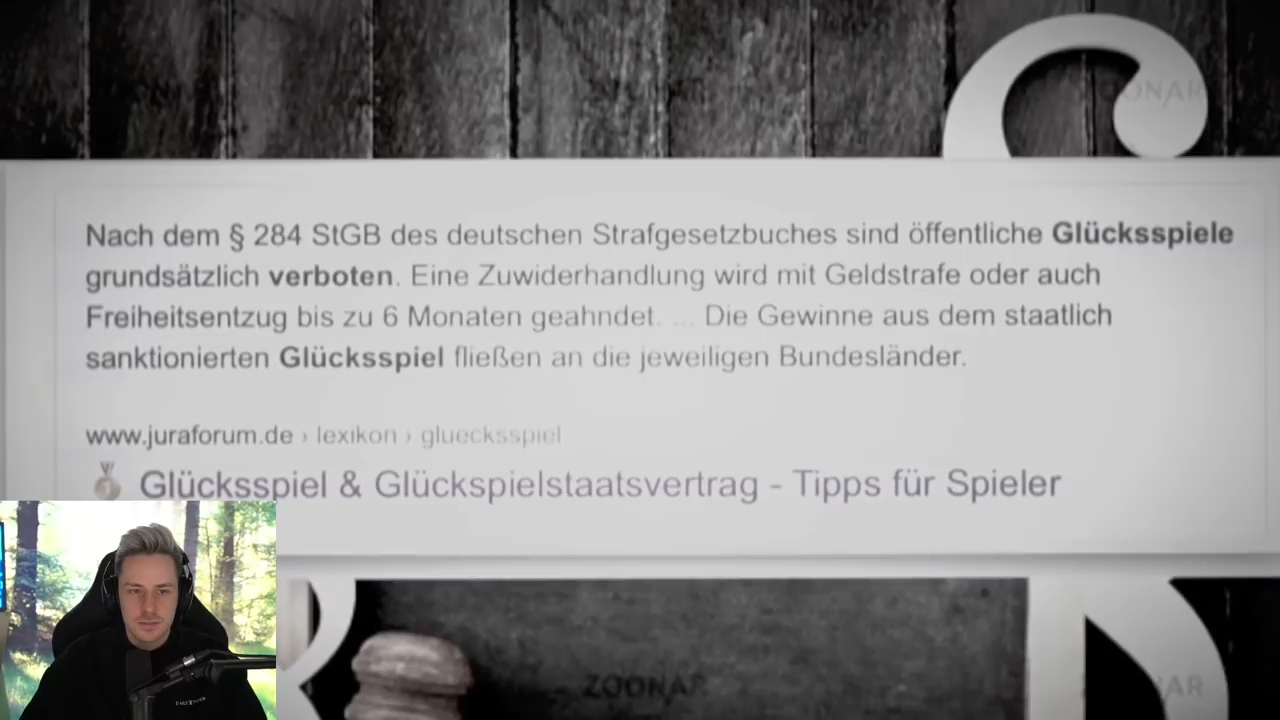 Nach dem § 284 StGB des deutschen Strafgesetzbuches sind öffentliche Glücksspiele
grundsätzlich verboten. Eine Zuwiderhandlung wird mit Geldstrafe oder auch
Freiheitsentzug bis zu 6 Monaten geahndet. ... Die Gewinne aus dem staatlich
sanktionierten Glücksspiel fließen an die jeweiligen Bundesländer.
www.juraforum.de › lexikon › gluecksspiel
Glücksspiel & Glückspielstaatsvertrag - Tipps für Spieler
ZOONAR